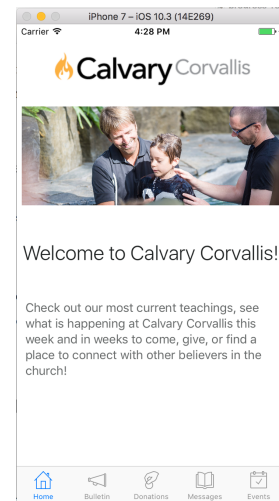 iPhone 7 – iOS 10.3 (14E269)
Carrier 4:28 PM
Calvary Corvallis
Welcome to Calvary Corvallis!
Check out our most current teachings, see
what is happening at Calvary Corvallis this
week and in weeks to come, give, or find a
place to connect with other believers in the
church!
Home Bulletin Donations Messages Events